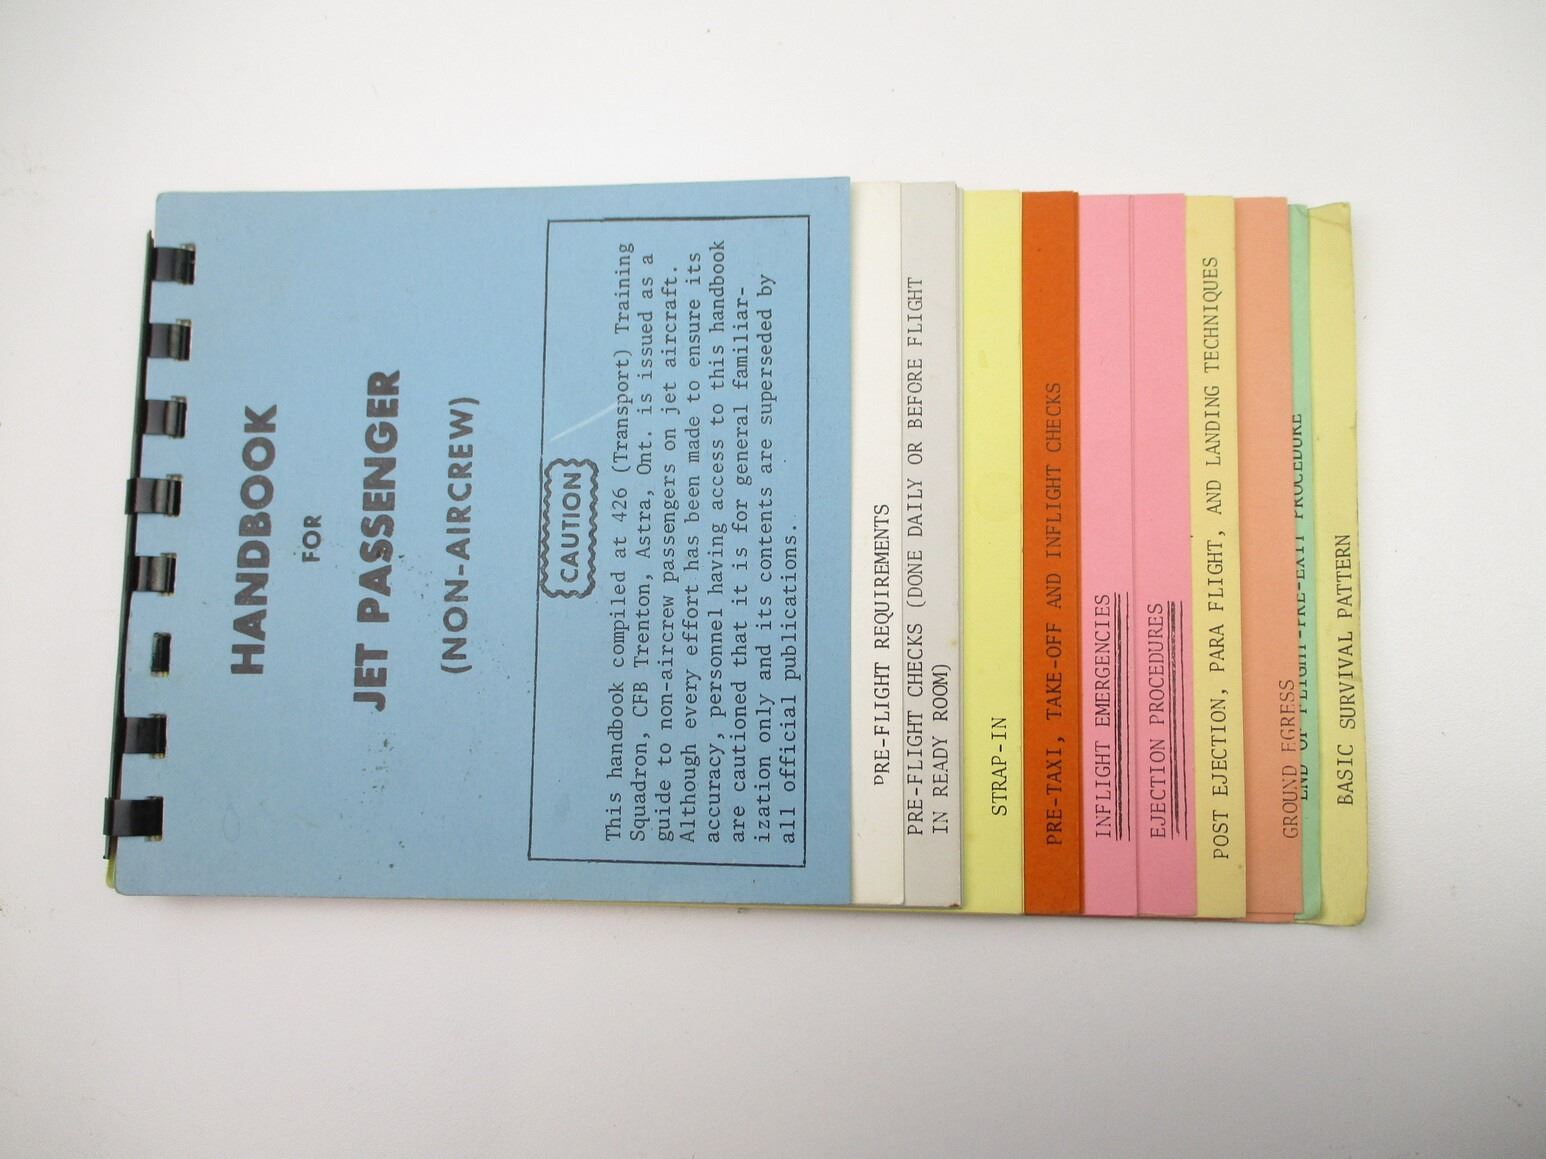 HANDBOOK
FOR
JET PASSENGER
(NON-AIRCREW)
CAUTION
This handbook compiled at 426 (Transport) Training
Squadron, CFB Trenton, Astra, Ont. is issued as a
guide to non-aircrew passengers on jet aircraft.
Although every effort has been made to ensure its
accuracy, personnel having access to this handbook
are cautioned that it is for general familiar-
ization only and its contents are superseded by
all official publications.
PRE-FLIGHT REQUIREMENTS
PRE-FLIGHT CHECKS (DONE DAILY OR BEFORE FLIGHT
IN READY ROOM)
STRAP-IN
PRE-TAXI, TAKE-OFF AND INFLIGHT CHECKS
INFLIGHT EMERGENCIES
EJECTION PROCEDURES
POST EJECTION, PARA FLIGHT, AND LANDING TECHNIQUES
GROUND EGRESS
END OF FLIGHT-PRE-EXIT PROCEDURE
BASIC SURVIVAL PATTERN